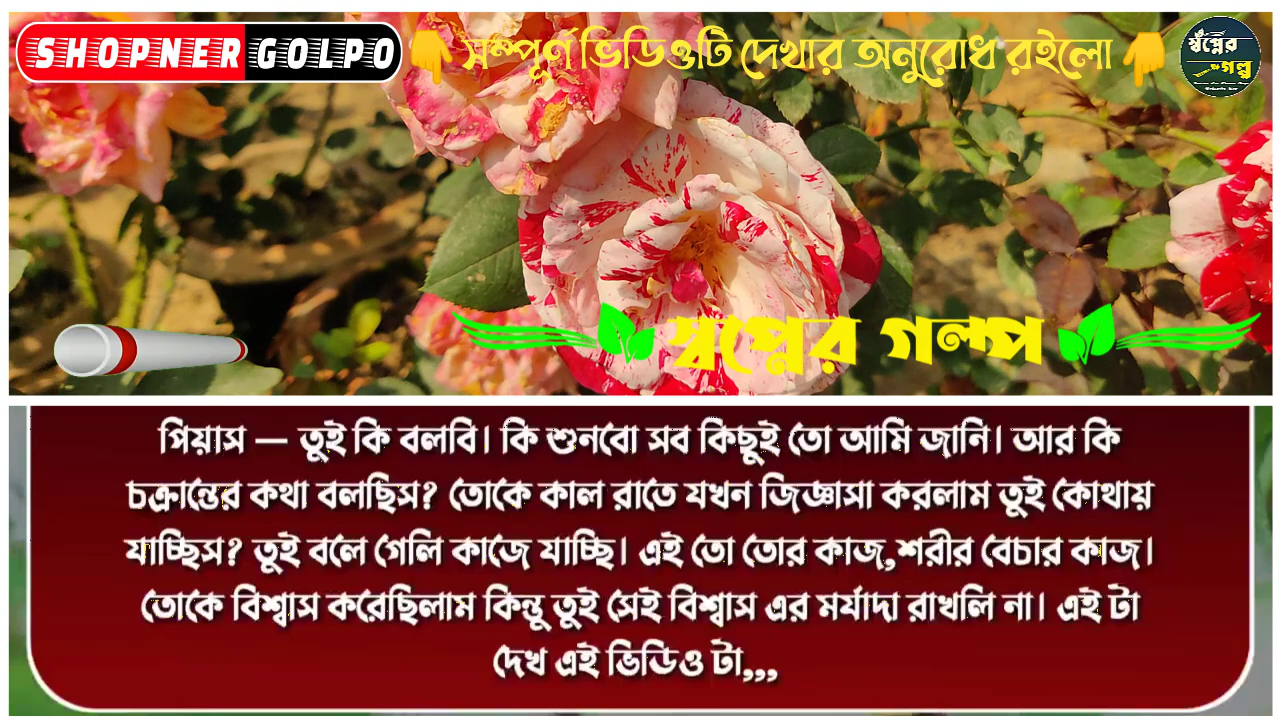 SHOPNER GOLPO
👇সম্পূর্ণ ভিডিওটি দেখার অনুরোধ রইলো👇
স্বপ্নের
গল্প
স্বপ্নের গল্প
পিয়াস — তুই কি বলবি। কি শুনবো সব কিছুই তো আমি জানি। আর কি
চক্রান্তের কথা বলছিস? তোকে কাল রাতে যখন জিজ্ঞাসা করলাম তুই কোথায়
যাচ্ছিস? তুই বলে গেলি কাজে যাচ্ছি। এই তো তোর কাজ,শরীর বেচার কাজ।
তোকে বিশ্বাস করেছিলাম কিন্তু তুই সেই বিশ্বাস এর মর্যাদা রাখলি না। এই টা
দেখ এই ভিডিও টা,,,